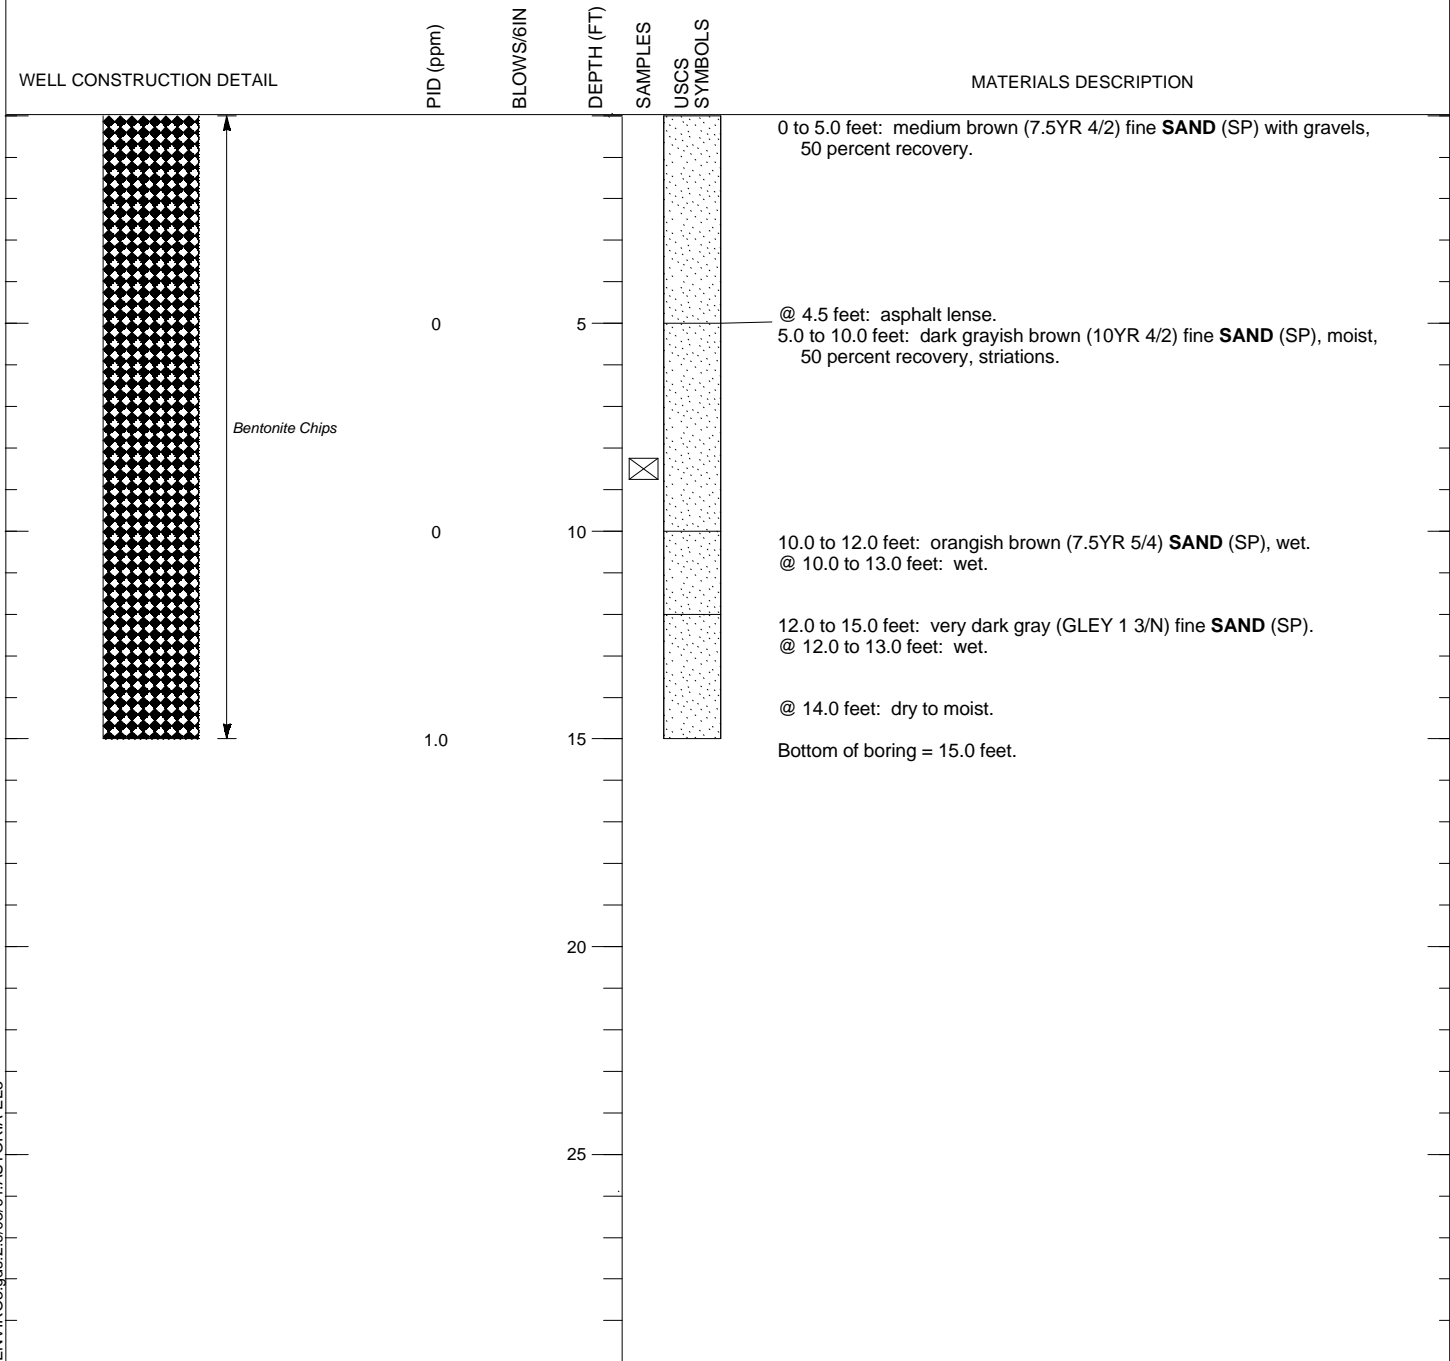 WELL CONSTRUCTION DETAIL
PID (ppm)
BLOWS/6IN
DEPTH (FT)
SAMPLES
USCS
SYMBOLS
MATERIALS DESCRIPTION
0 to 5.0 feet: medium brown (7.5YR 4/2) fine SAND (SP) with gravels,
50 percent recovery.
@ 4.5 feet: asphalt lense.
0
5
5.0 to 10.0 feet: dark grayish brown (10YR 4/2) fine SAND (SP), moist,
50 percent recovery, striations.
Bentonite Chips
0
10
10.0 to 12.0 feet: orangish brown (7.5YR 5/4) SAND (SP), wet.
@ 10.0 to 13.0 feet: wet.
12.0 to 15.0 feet: very dark gray (GLEY 1 3/N) fine SAND (SP).
@ 12.0 to 13.0 feet: wet.
@ 14.0 feet: dry to moist.
1.0
15
Bottom of boring = 15.0 feet.
20
25